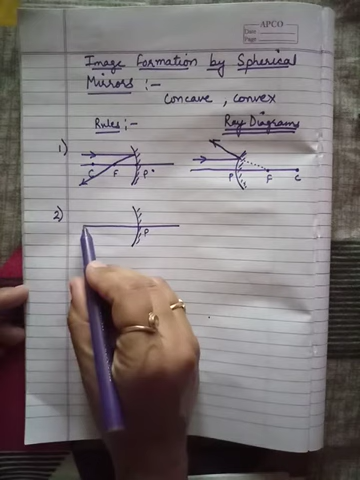 APCO
Date
Page
Image Formation by Spherical
Mirrors :-
Concave , Convex
Rules :-
Ray Diagrams
1)
C F P
P F C
2)
P